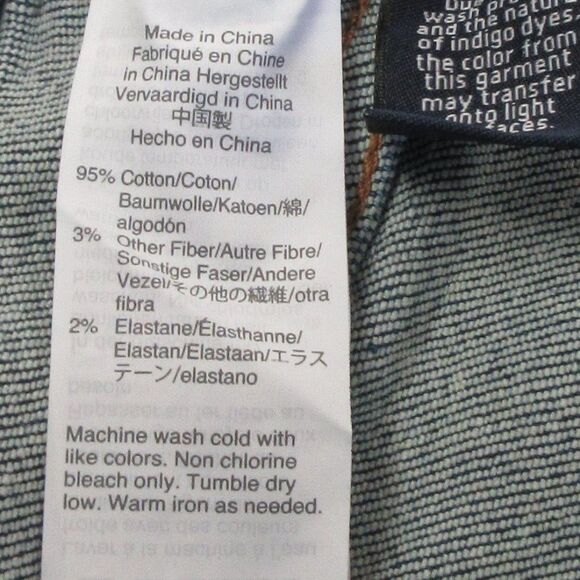 Made in China
Fabriqué en Chine
in China Hergestellt
Vervaardigd in China
中国製
Hecho en China
95% Cotton/Coton/
Baumwolle/Katoen/綿/
algodón
3% Other Fiber/Autre Fibre/
Sonstige Faser/Andere
Vezel/その他の繊維/otra
fibra
2% Elastane/Élasthanne/
Elastan/Elastaan/エラス
テーン/elastano
Machine wash cold with
like colors. Non chlorine
bleach only. Tumble dry
low. Warm iron as needed.
wash
and the natural
of indigo dyes,
the color from
this garment
may transfer
onto light